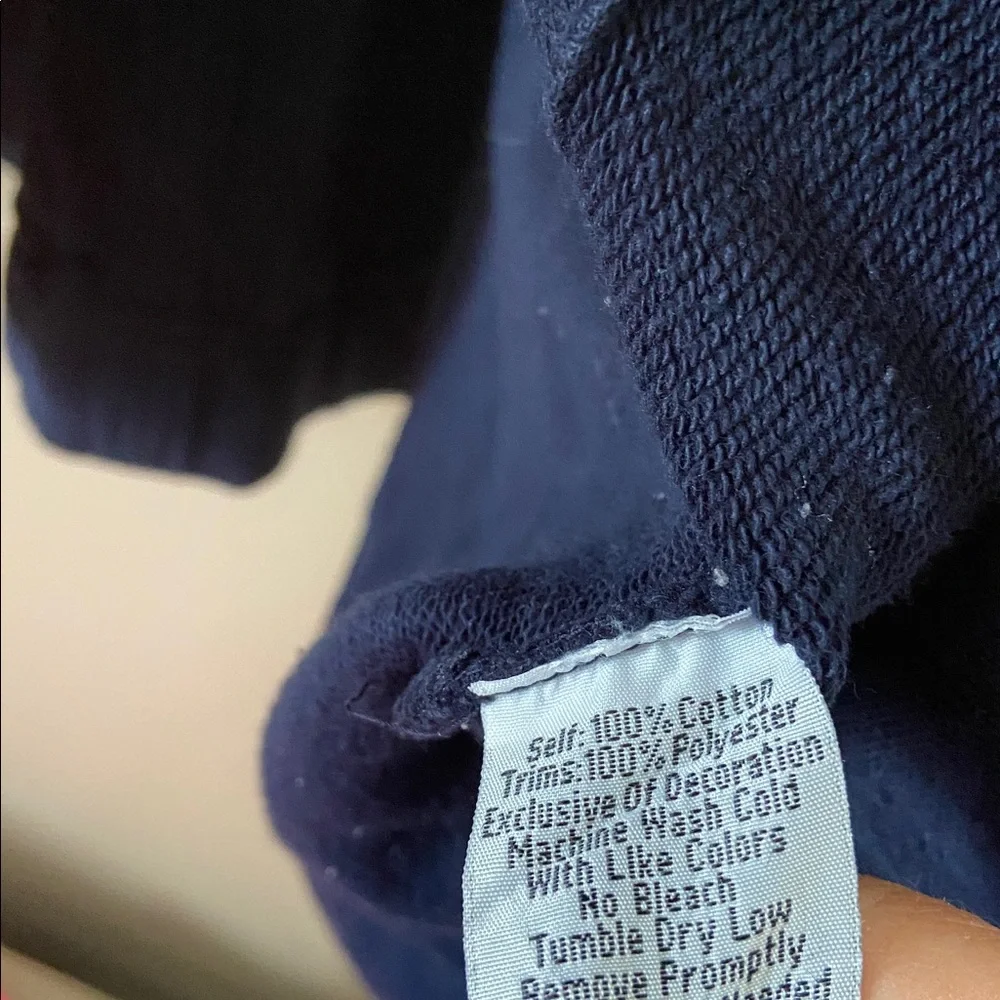 Self: 100% Cotton
Trims: 100% Polyester
Exclusive Of Decoration
Machine Wash Cold
With Like Colors
No Bleach
Tumble Dry Low
Remove Promptly
Needed